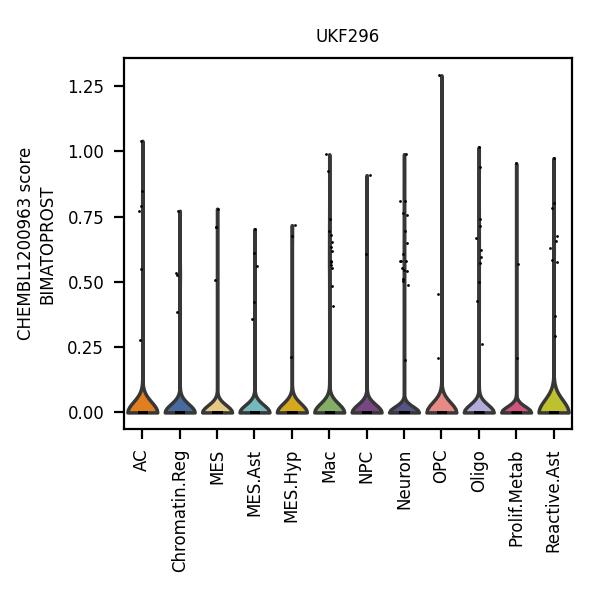 UKF296
CHEMBL1200963 score
BIMATOPROST
1.25
1.00
0.75
0.50
0.25
0.00
AC
Chromatin.Reg
MES
MES.Ast
MES.Hyp
Mac
NPC
Neuron
OPC
Oligo
Prolif.Metab
Reactive.Ast